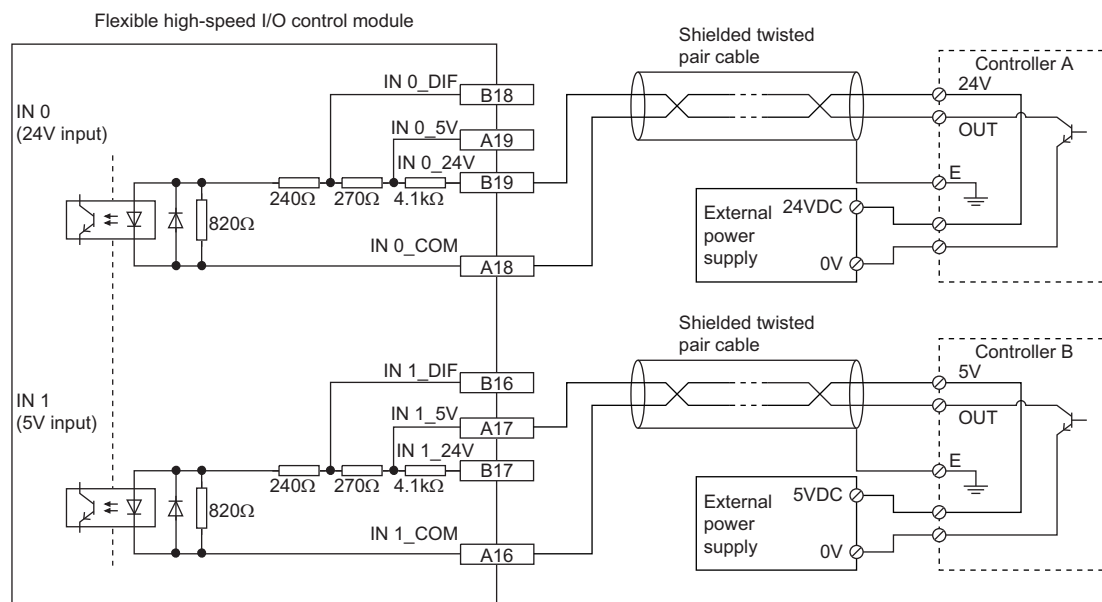 Flexible high-speed I/O control module
Shielded twisted
pair cable
Controller A
IN 0_DIF
B18
24V
IN 0
(24V input)
IN 0_5V
A19
OUT
IN 0_24V
B19
240Ω
270Ω
4.1kΩ
E
820Ω
External
power
supply
24VDC
IN 0_COM
A18
0V
Shielded twisted
pair cable
Controller B
IN 1_DIF
B16
5V
IN 1
(5V input)
IN 1_5V
A17
OUT
IN 1_24V
B17
240Ω
270Ω
4.1kΩ
E
820Ω
External
power
supply
5VDC
IN 1_COM
A16
0V